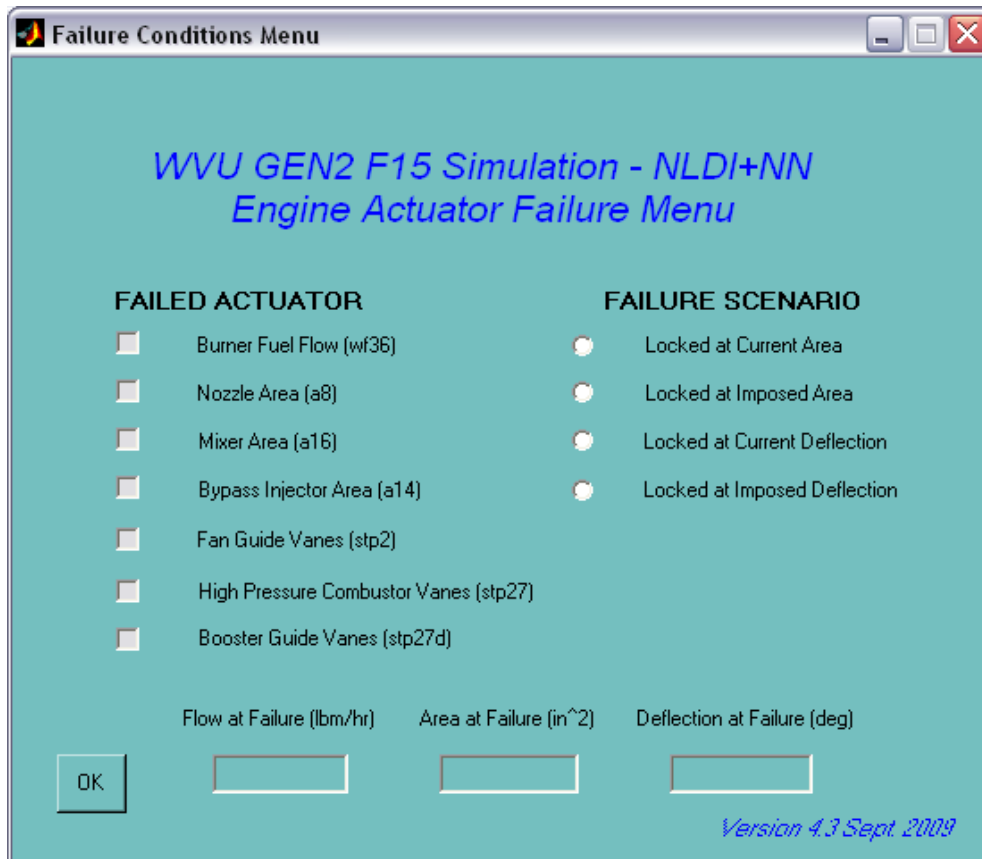 Failure Conditions Menu
WVU GEN2 F15 Simulation - NLDI+NN
Engine Actuator Failure Menu
FAILED ACTUATOR
Burner Fuel Flow (wf36)
Nozzle Area (a8)
Mixer Area (a16)
Bypass Injector Area (a14)
Fan Guide Vanes (stp2)
High Pressure Combustor Vanes (stp27)
Booster Guide Vanes (stp27d)
FAILURE SCENARIO
Locked at Current Area
Locked at Imposed Area
Locked at Current Deflection
Locked at Imposed Deflection
Flow at Failure (lbm/hr)
Area at Failure (in^2)
Deflection at Failure (deg)
OK
Version 4.3 Sept. 2009